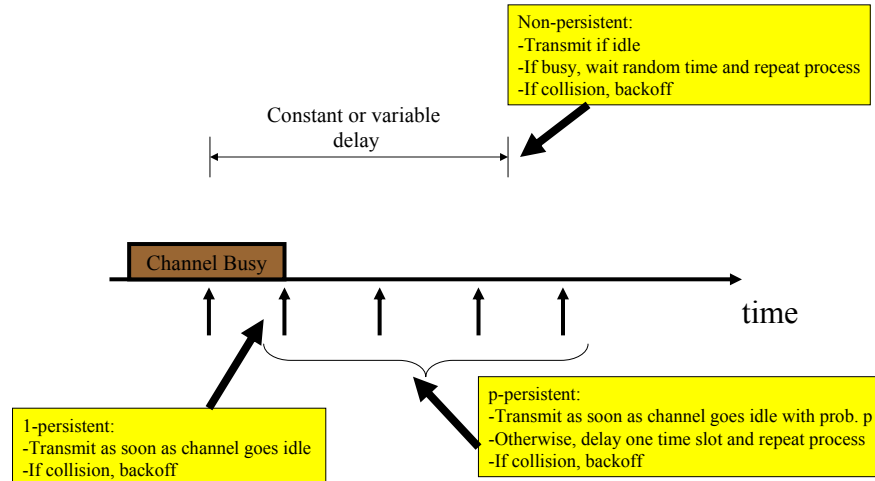 Non-persistent:
-Transmit if idle
-If busy, wait random time and repeat process
-If collision, backoff
Constant or variable
delay
Channel Busy
time
1-persistent:
-Transmit as soon as channel goes idle
-If collision, backoff
p-persistent:
-Transmit as soon as channel goes idle with prob. p
-Otherwise, delay one time slot and repeat process
-If collision, backoff